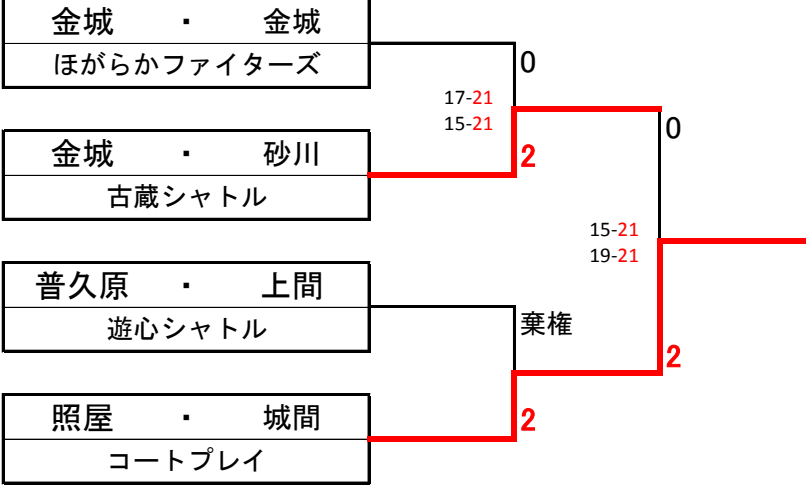 金城 ・ 金城
ほがらかファイターズ
0
17-21
15-21
金城 ・ 砂川
古蔵シャトル
2
0
15-21
19-21
普久原 ・ 上間
遊心シャトル
棄権
2
照屋 ・ 城間
コートプレイ
2